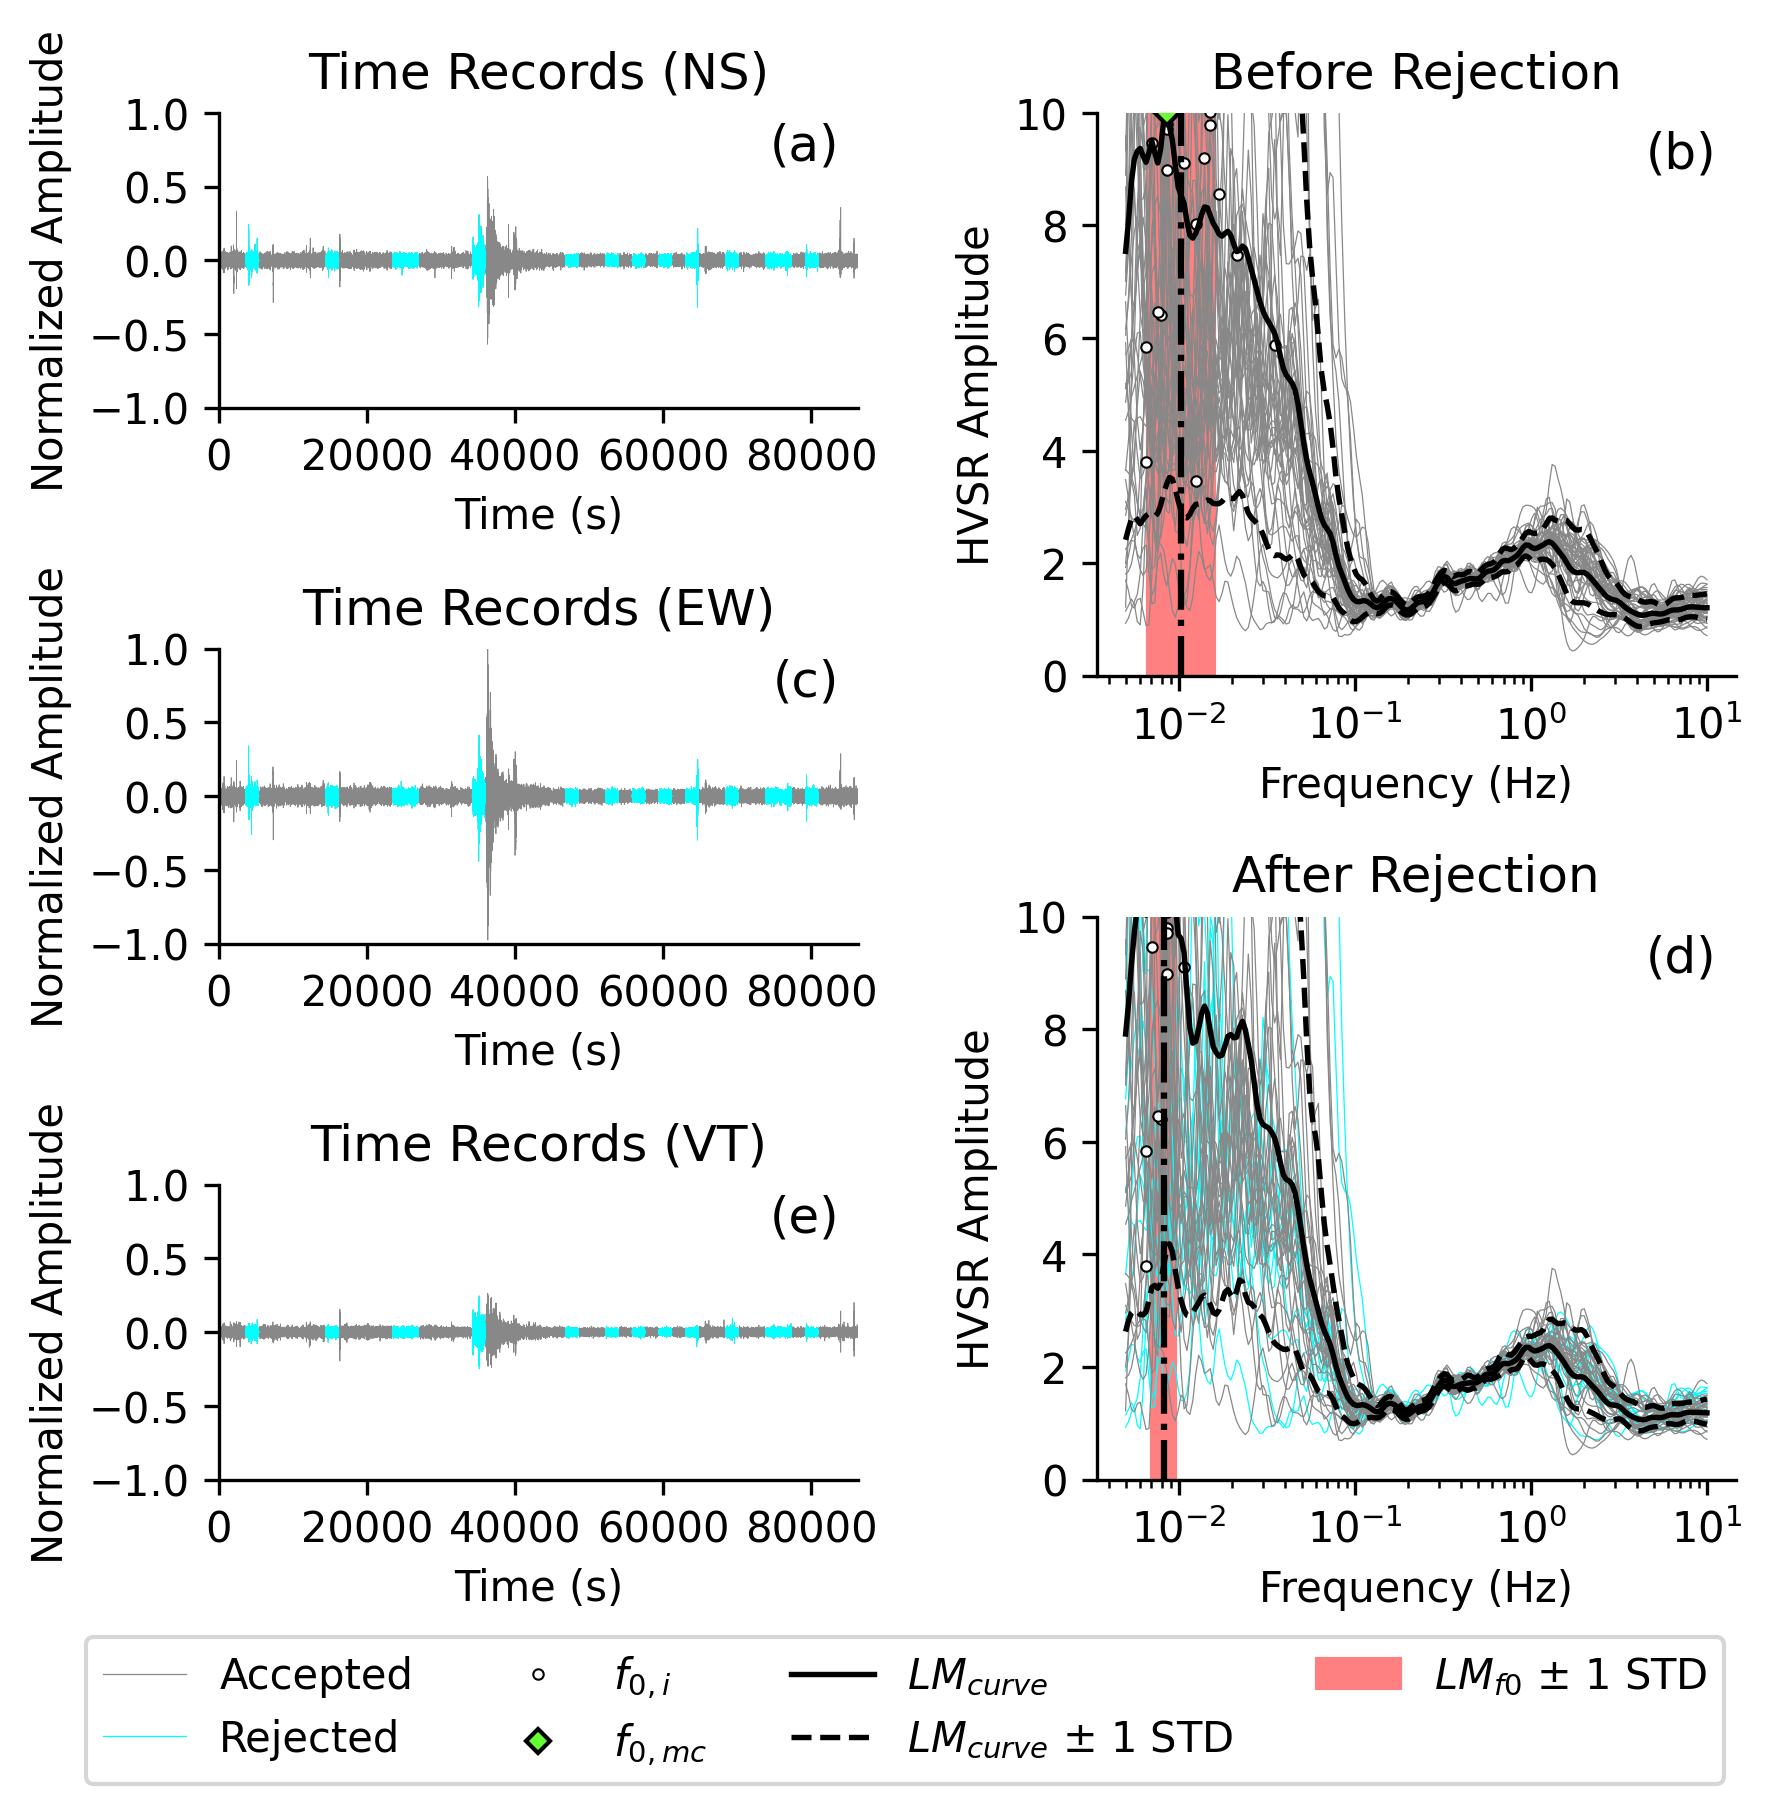 Time Records (NS)
Normalized Amplitude
1.0
0.5
0.0
−0.5
−1.0
(a)
0 20000 40000 60000 80000
Time (s)
Before Rejection
HVSR Amplitude
10
8
6
4
2
0
(b)
10⁻² 10⁻¹ 10⁰ 10¹
Frequency (Hz)
Time Records (EW)
Normalized Amplitude
1.0
0.5
0.0
−0.5
−1.0
(c)
0 20000 40000 60000 80000
Time (s)
After Rejection
HVSR Amplitude
10
8
6
4
2
0
(d)
10⁻² 10⁻¹ 10⁰ 10¹
Frequency (Hz)
Time Records (VT)
Normalized Amplitude
1.0
0.5
0.0
−0.5
−1.0
(e)
0 20000 40000 60000 80000
Time (s)
Accepted
Rejected
f0,i
f0,mc
LMcurve
LMcurve ± 1 STD
LMf0 ± 1 STD